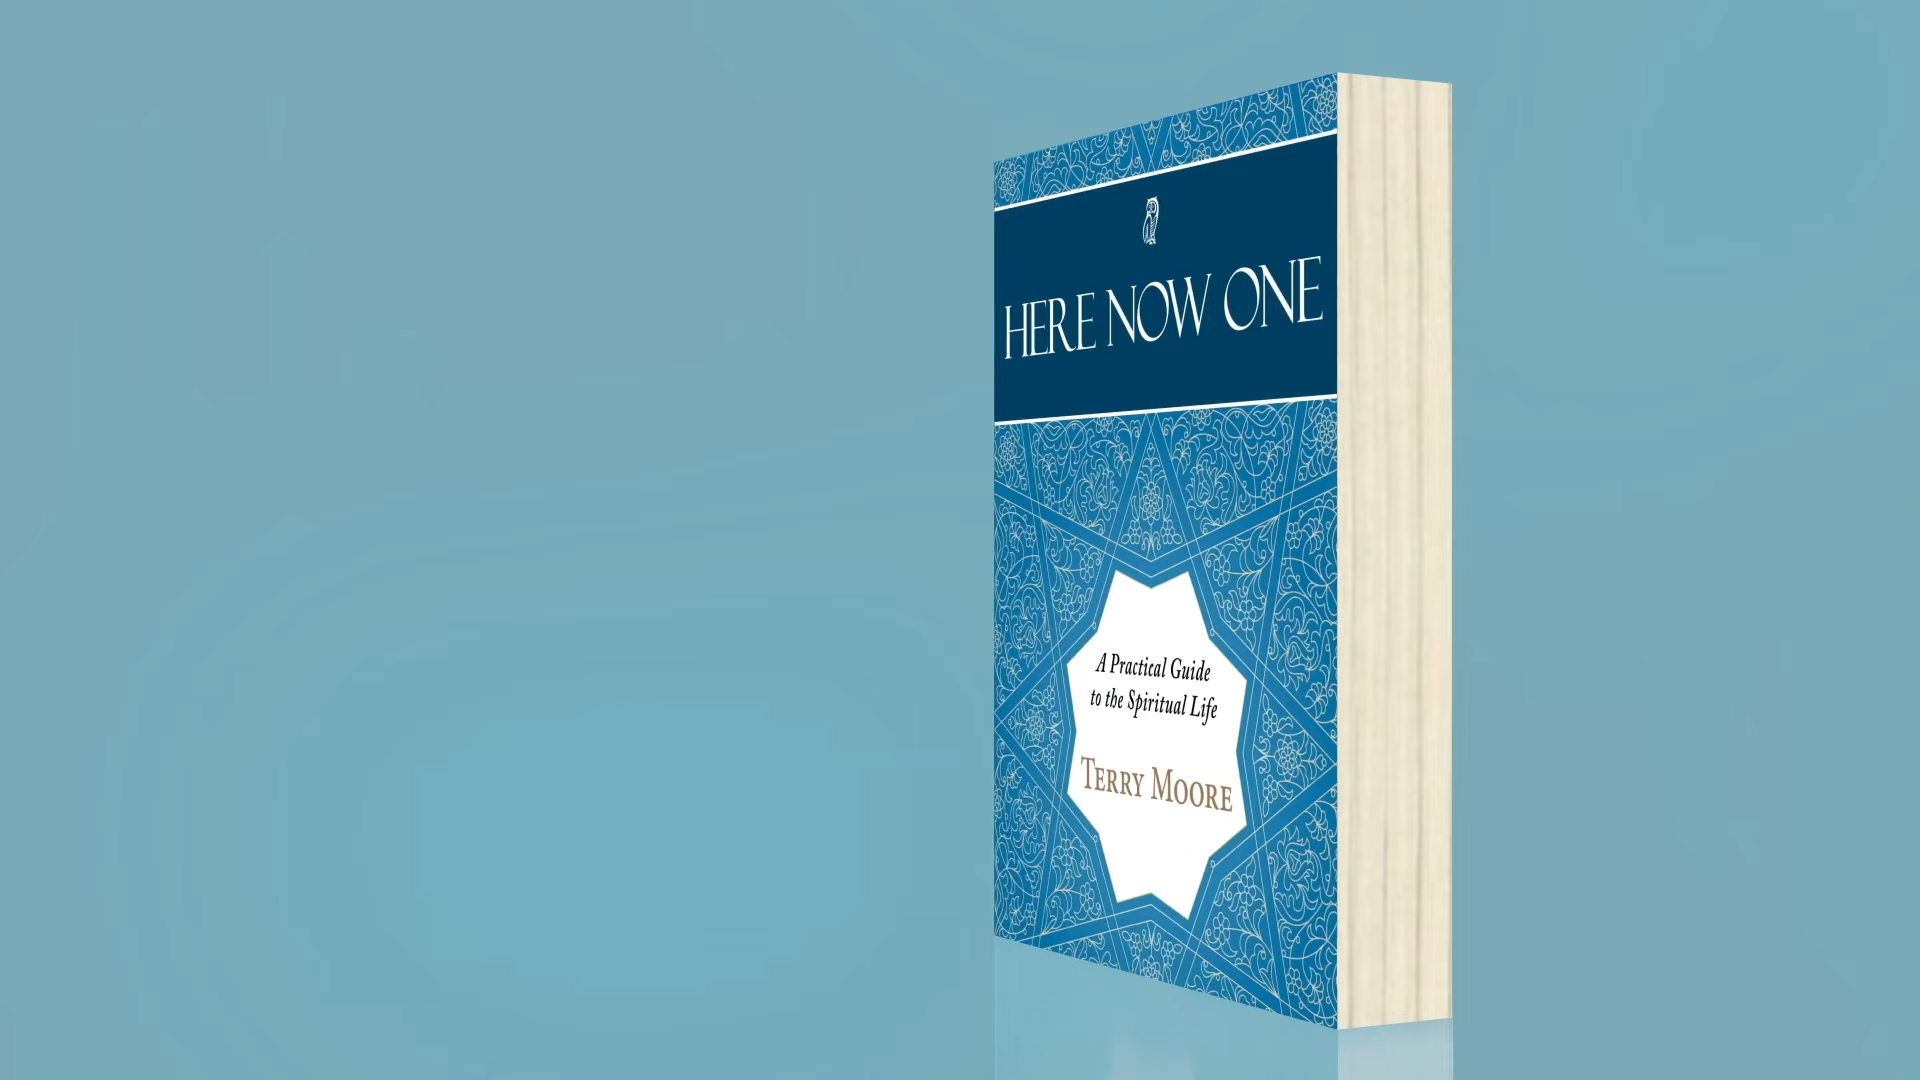 HERE NOW ONE
A Practical Guide
to the Spiritual Life
TERRY MOORE